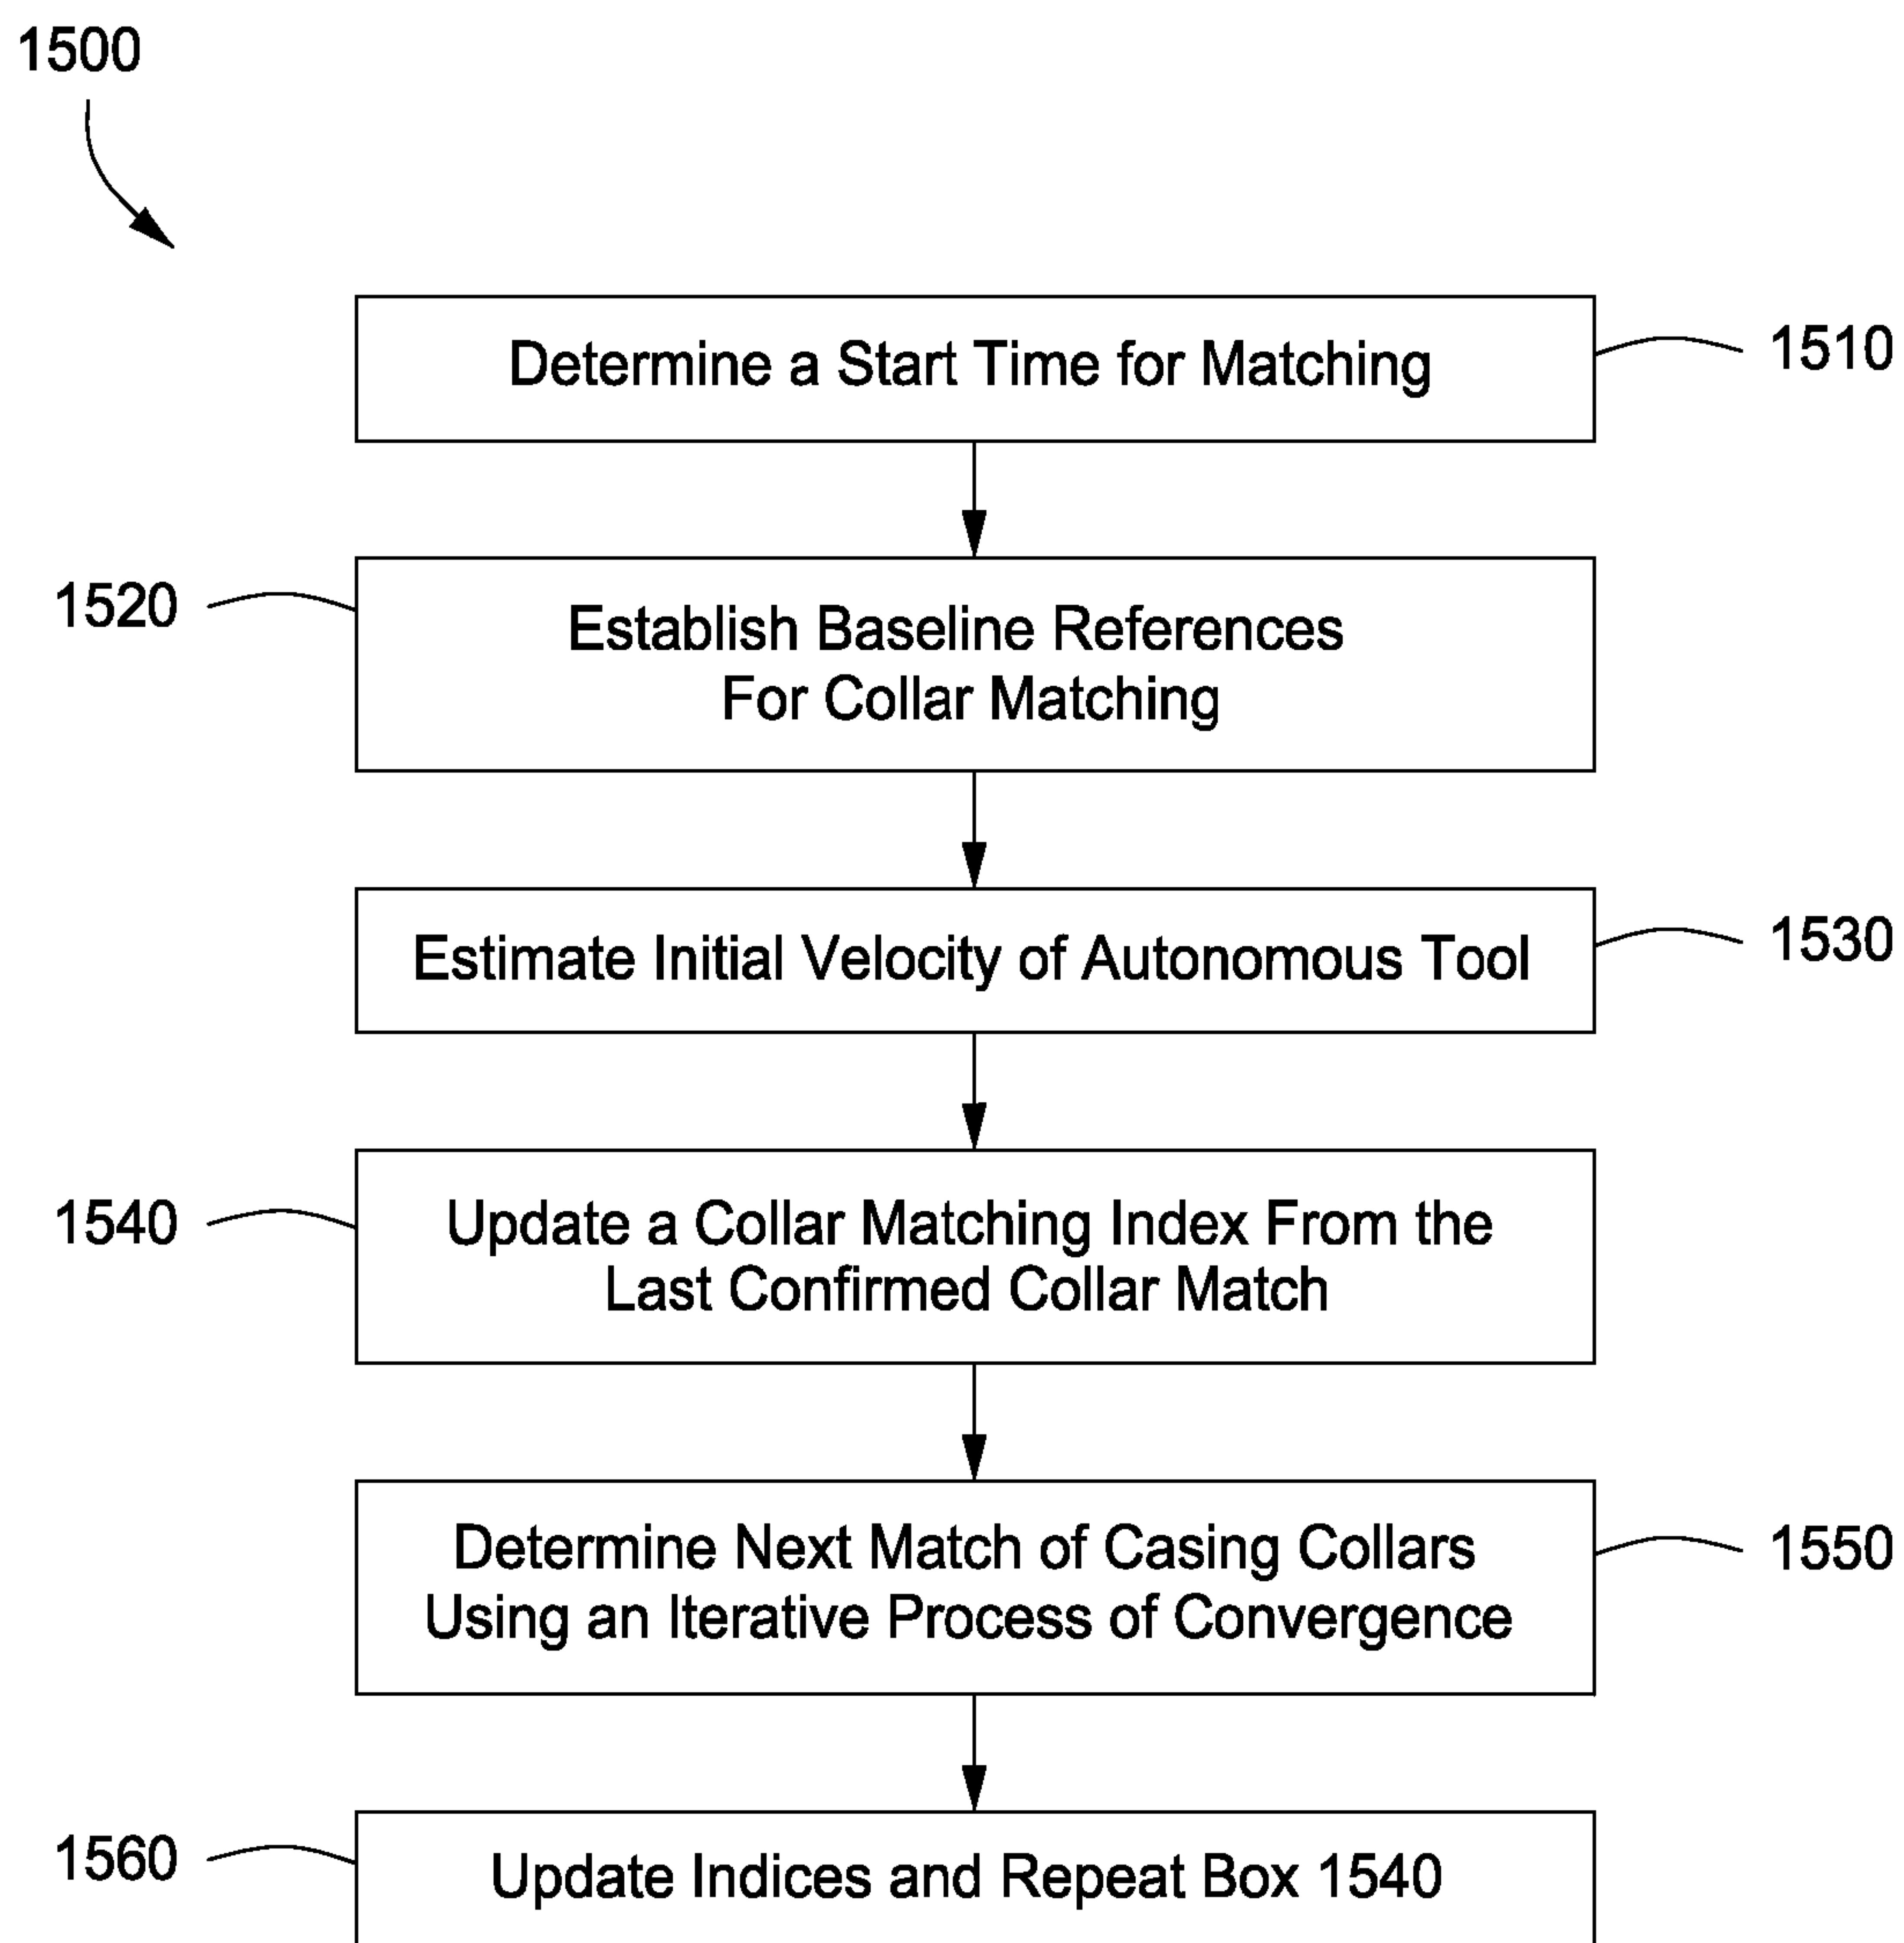 1500
Determine a Start Time for Matching
1510
1520
Establish Baseline References
For Collar Matching
Estimate Initial Velocity of Autonomous Tool
1530
1540
Update a Collar Matching Index From the
Last Confirmed Collar Match
Determine Next Match of Casing Collars
Using an Iterative Process of Convergence
1550
1560
Update Indices and Repeat Box 1540